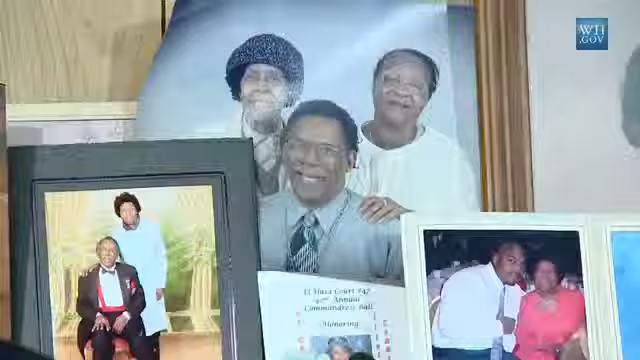 WH
.GOV
El Hasa Court #47
Annual
Commandress Ball
Honoring